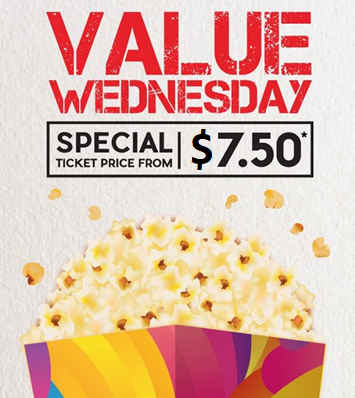 VALUE
WEDNESDAY
SPECIAL
TICKET PRICE FROM
$7.50*